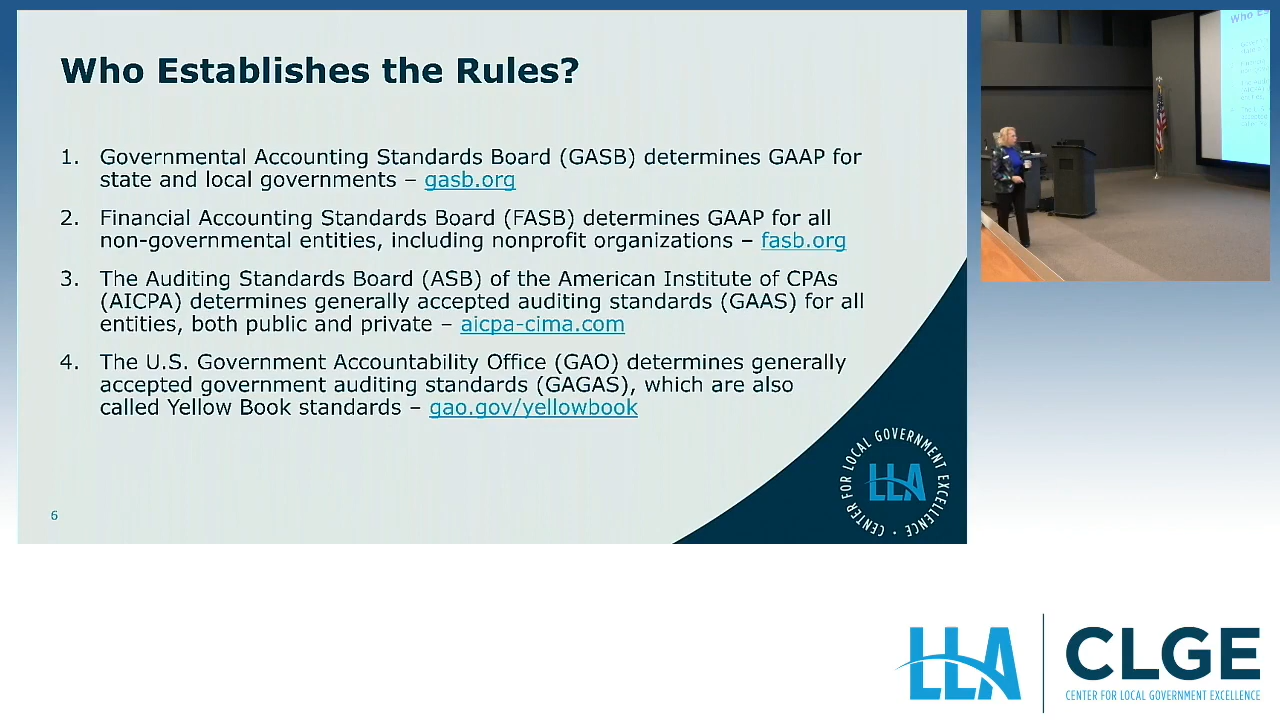 Who Establishes the Rules?
1. Governmental Accounting Standards Board (GASB) determines GAAP for
state and local governments – gasb.org
2. Financial Accounting Standards Board (FASB) determines GAAP for all
non-governmental entities, including nonprofit organizations – fasb.org
3. The Auditing Standards Board (ASB) of the American Institute of CPAs
(AICPA) determines generally accepted auditing standards (GAAS) for all
entities, both public and private – aicpa-cima.com
4. The U.S. Government Accountability Office (GAO) determines generally
accepted government auditing standards (GAGAS), which are also
called Yellow Book standards – gao.gov/yellowbook
6
CENTER FOR LOCAL GOVERNMENT EXCELLENCE
LLA
Who Es
LLA
CLGE
CENTER FOR LOCAL GOVERNMENT EXCELLENCE